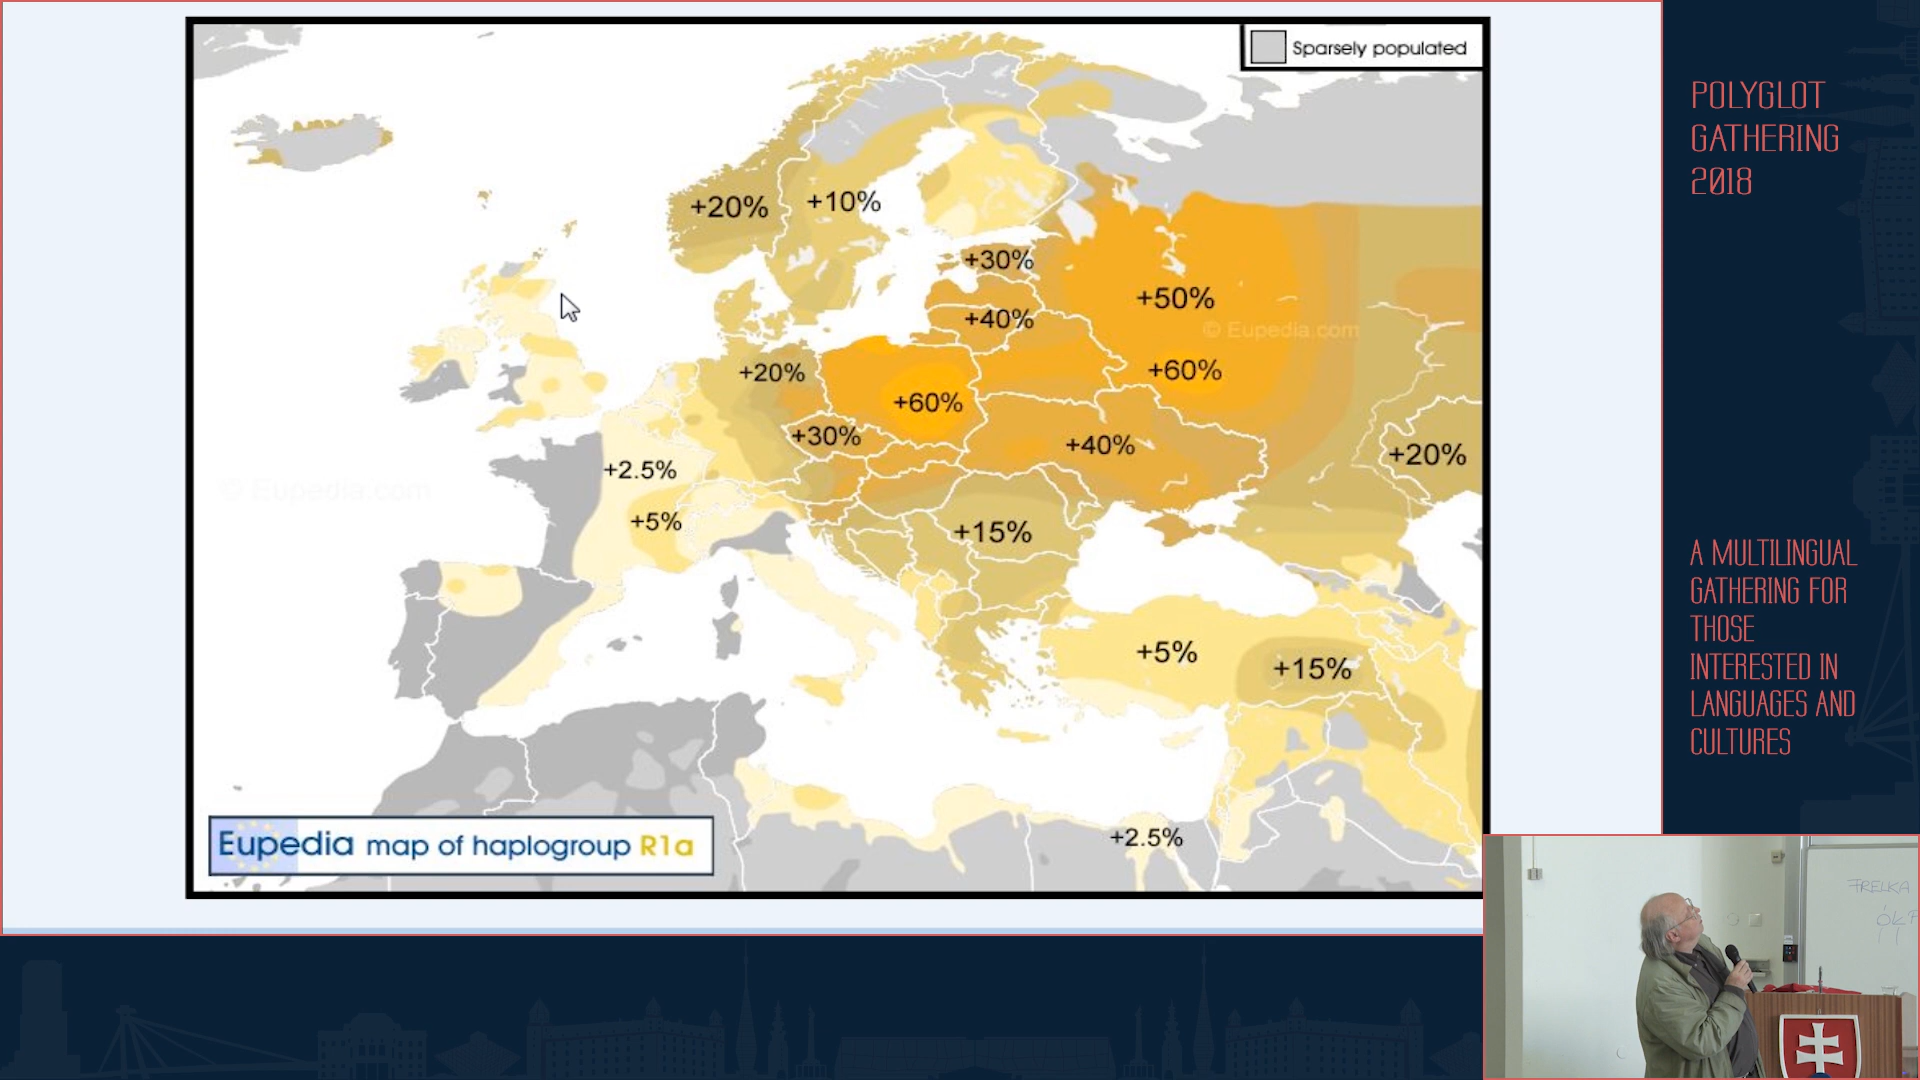 Sparsely populated
+20%
+10%
+30%
+50%
+40%
© Eupedia.com
+60%
+20%
+60%
+30%
+40%
+20%
+2.5%
© Eupedia.com
+5%
+15%
+5%
+15%
+2.5%
Eupedia map of haplogroup R1a
POLYGLOT
GATHERING
2018
A MULTILINGUAL
GATHERING FOR
THOSE
INTERESTED IN
LANGUAGES AND
CULTURES